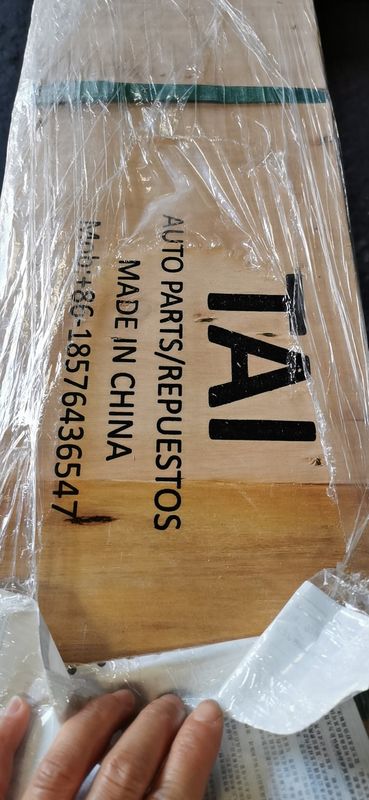 TAI
AUTO PARTS/REPUESTOS
MADE IN CHINA
Mob:+86-18576436547